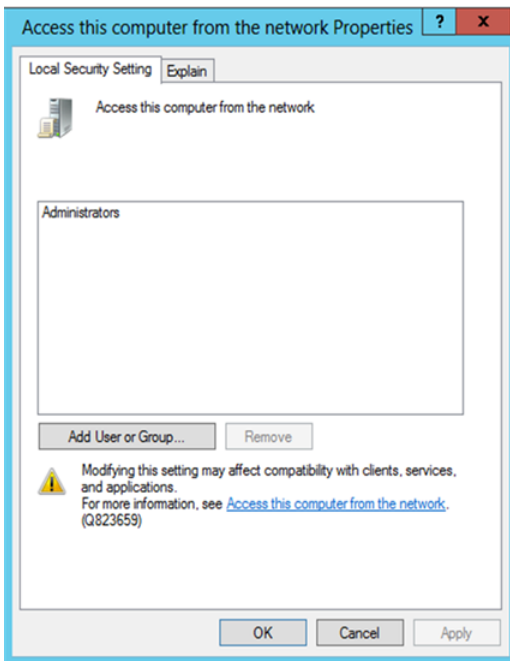 Access this computer from the network Properties ? x
Local Security Setting Explain
Access this computer from the network
Administrators
Add User or Group... Remove
Modifying this setting may affect compatibility with clients, services,
and applications.
For more information, see Access this computer from the network.
(Q823659)
OK Cancel Apply